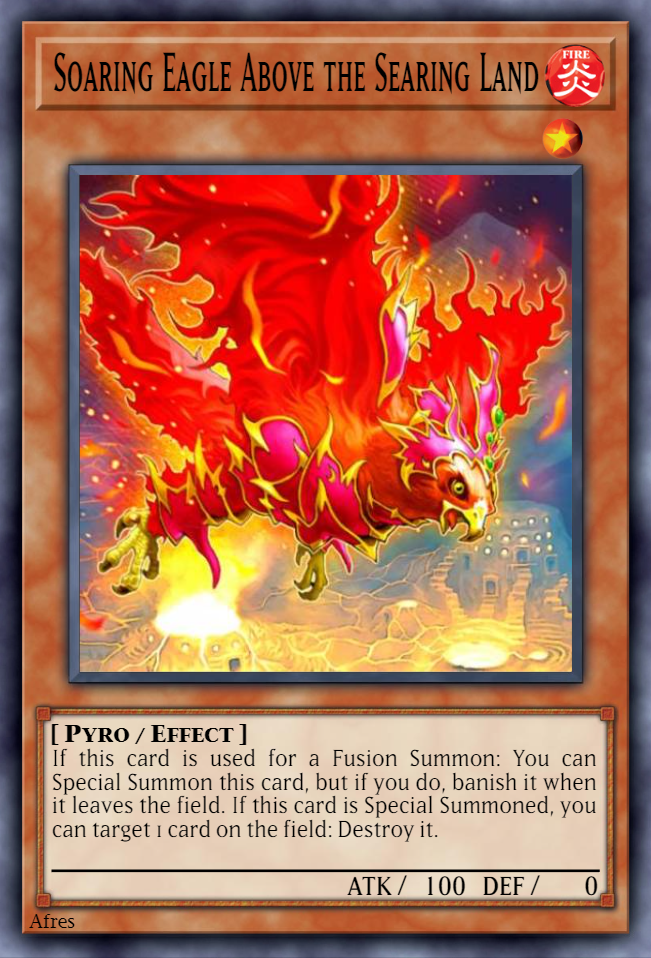 Soaring Eagle Above the Searing Land
FIRE
炎
[ Pyro / Effect ]
If this card is used for a Fusion Summon: You can
Special Summon this card, but if you do, banish it when
it leaves the field. If this card is Special Summoned, you
can target 1 card on the field: Destroy it.
ATK / 100 DEF / 0
Afres